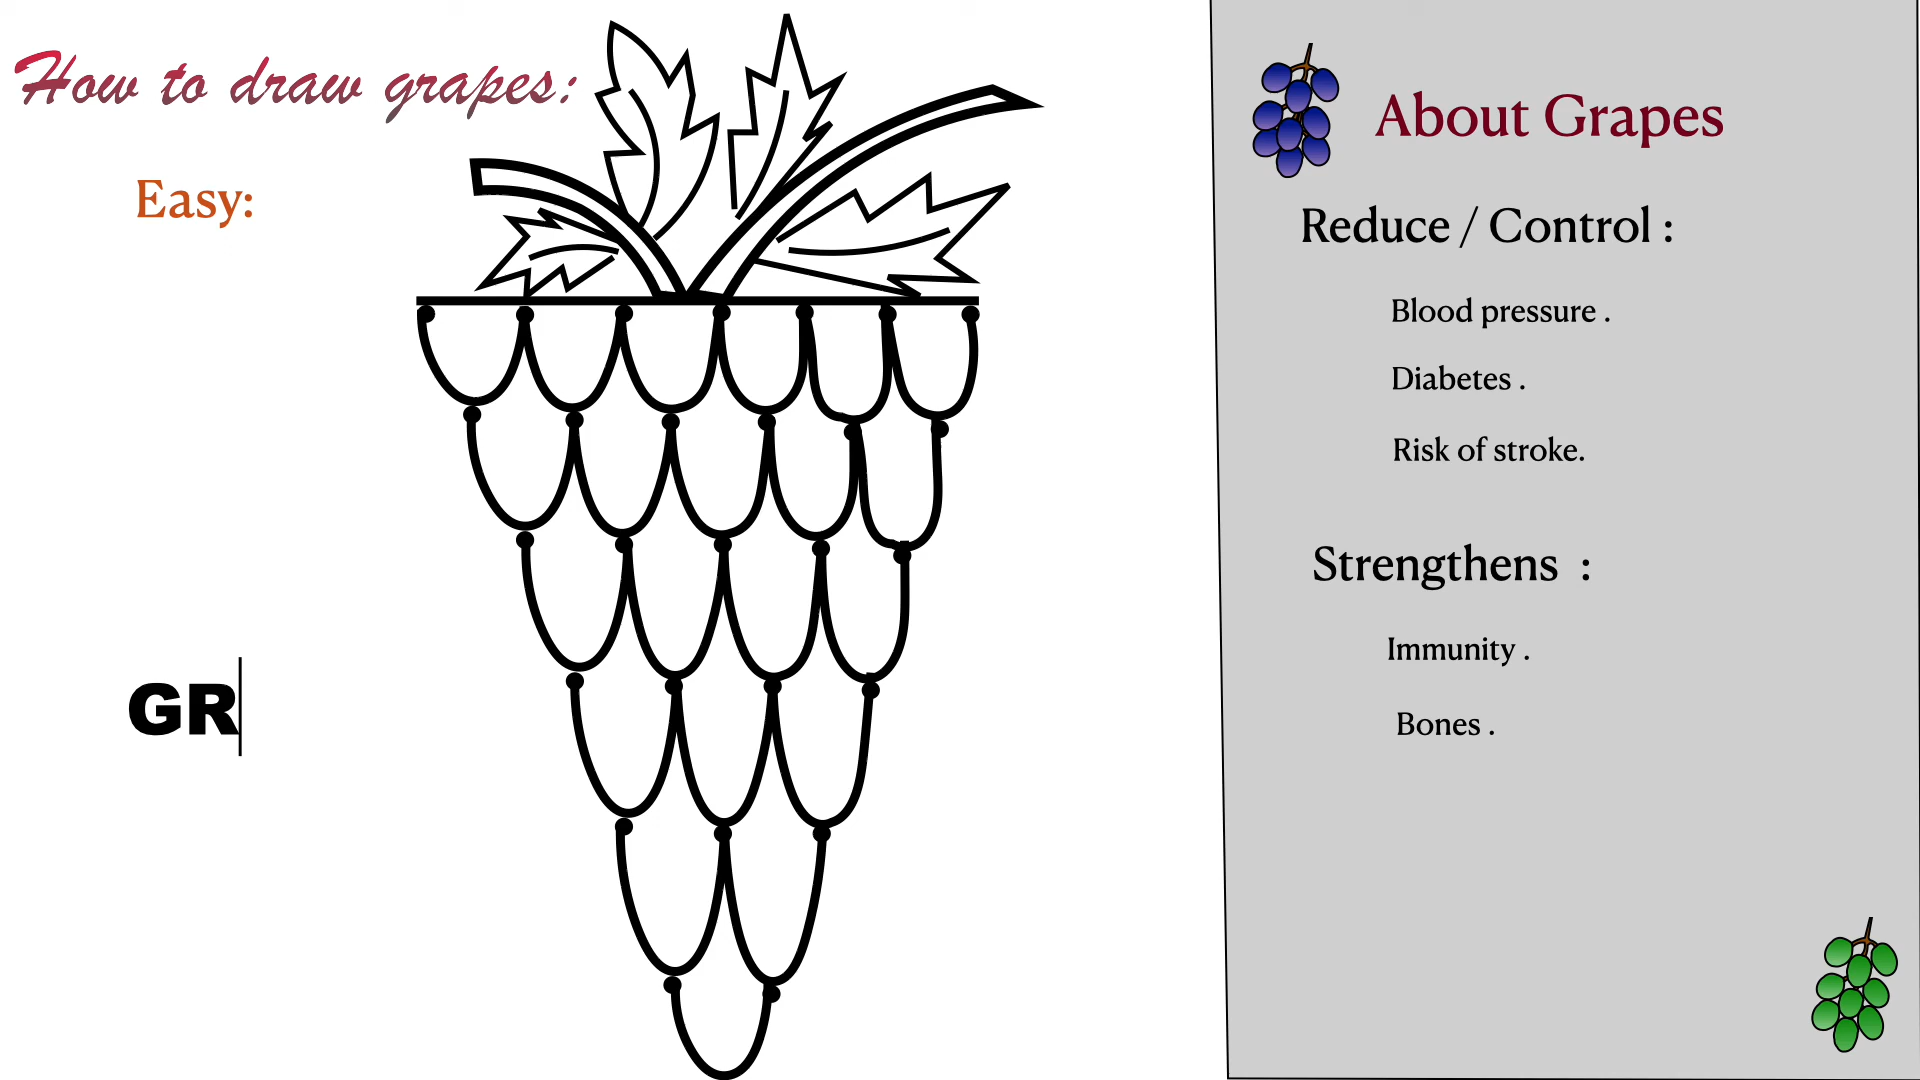 How to draw grapes:
Easy:
GR
About Grapes
Reduce / Control :
Blood pressure .
Diabetes .
Risk of stroke.
Strengthens :
Immunity .
Bones .